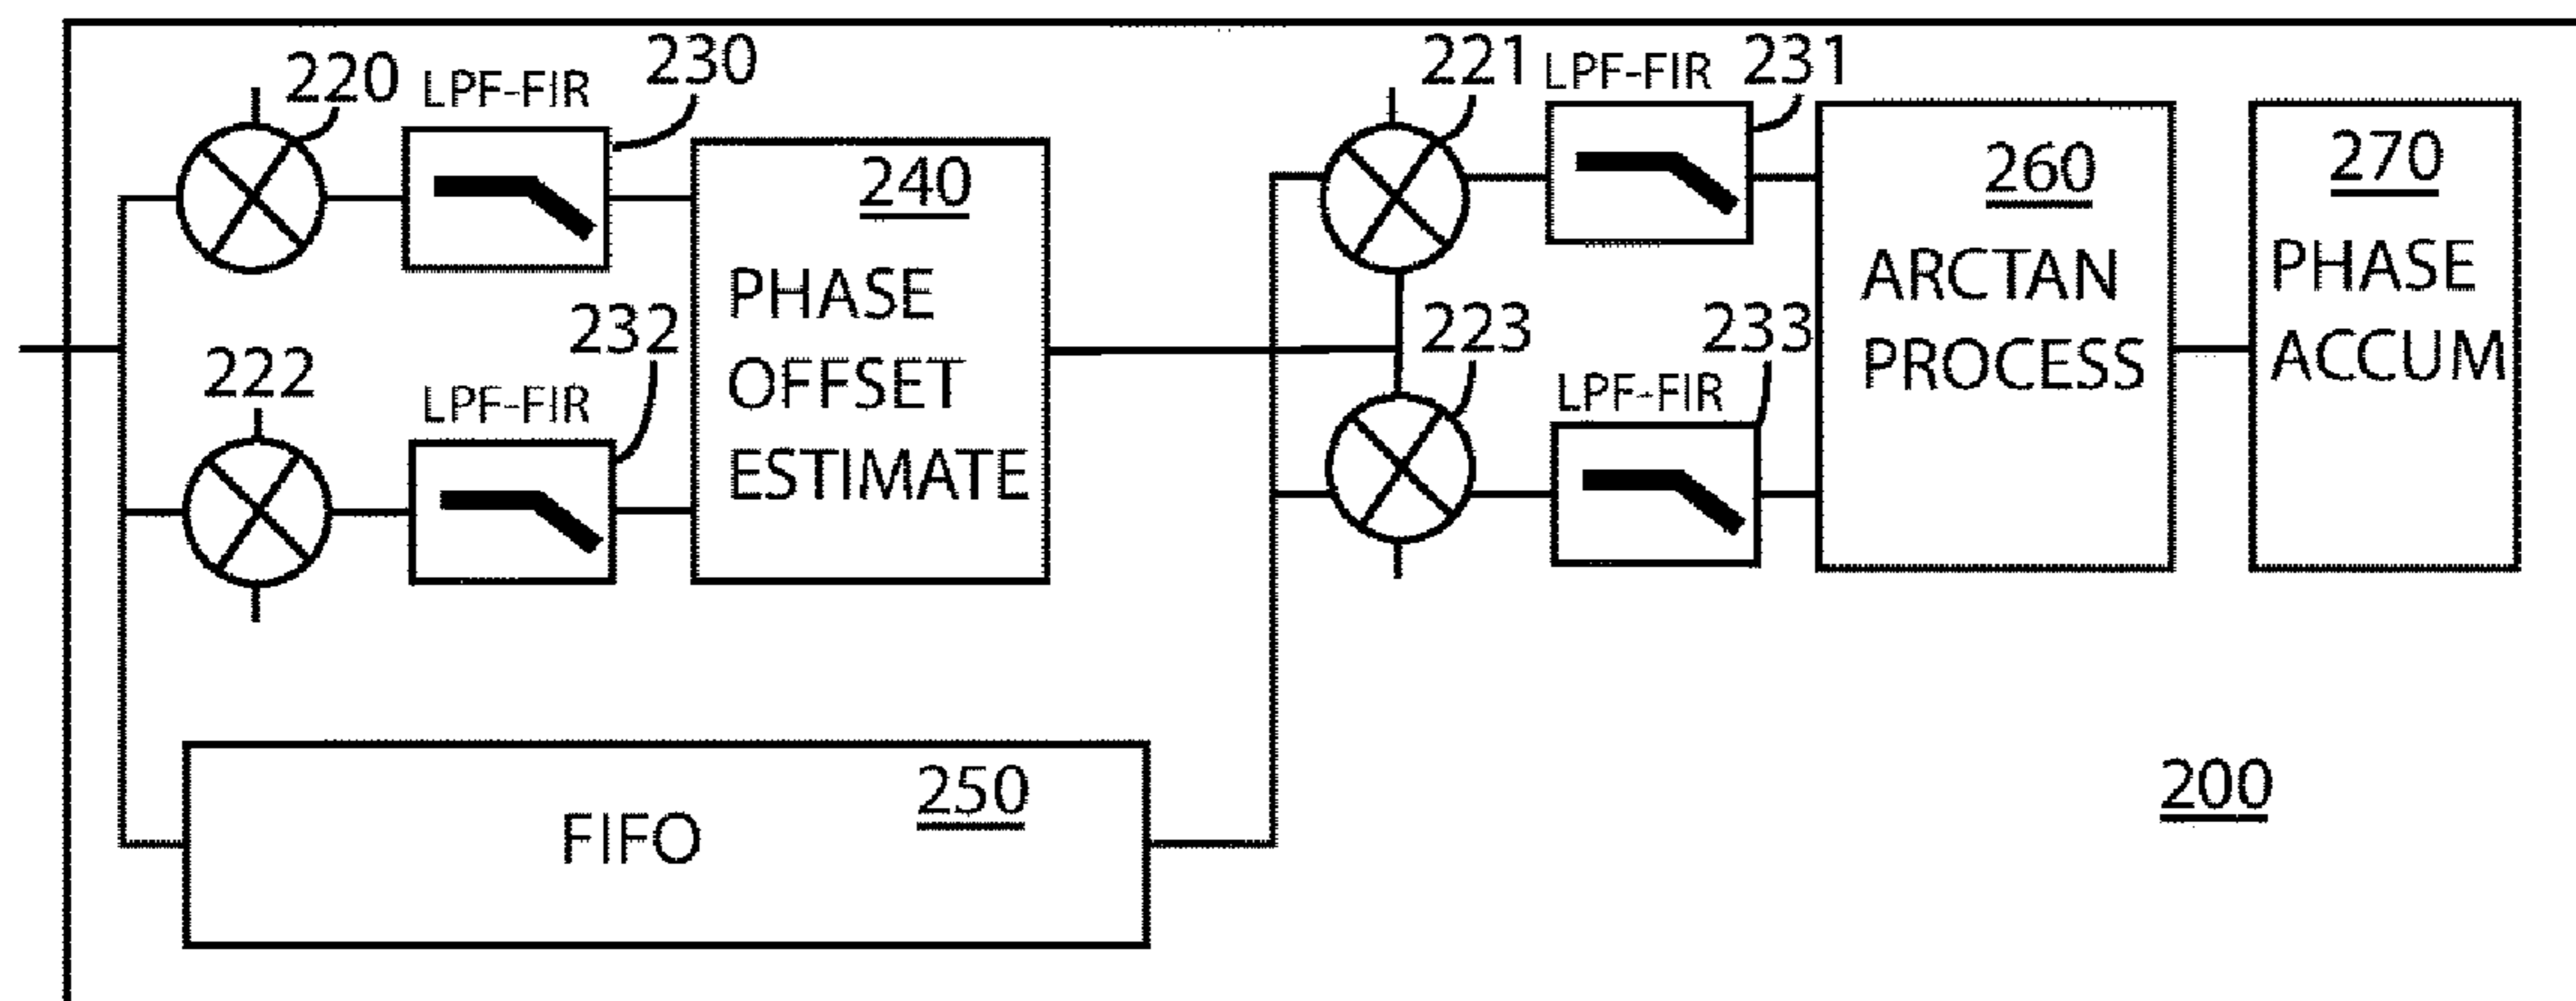 220
LPF-FIR
230
221
LPF-FIR
231
240
PHASE
OFFSET
ESTIMATE
260
ARCTAN
PROCESS
270
PHASE
ACCUM
222
LPF-FIR
232
223
LPF-FIR
233
250
FIFO
200